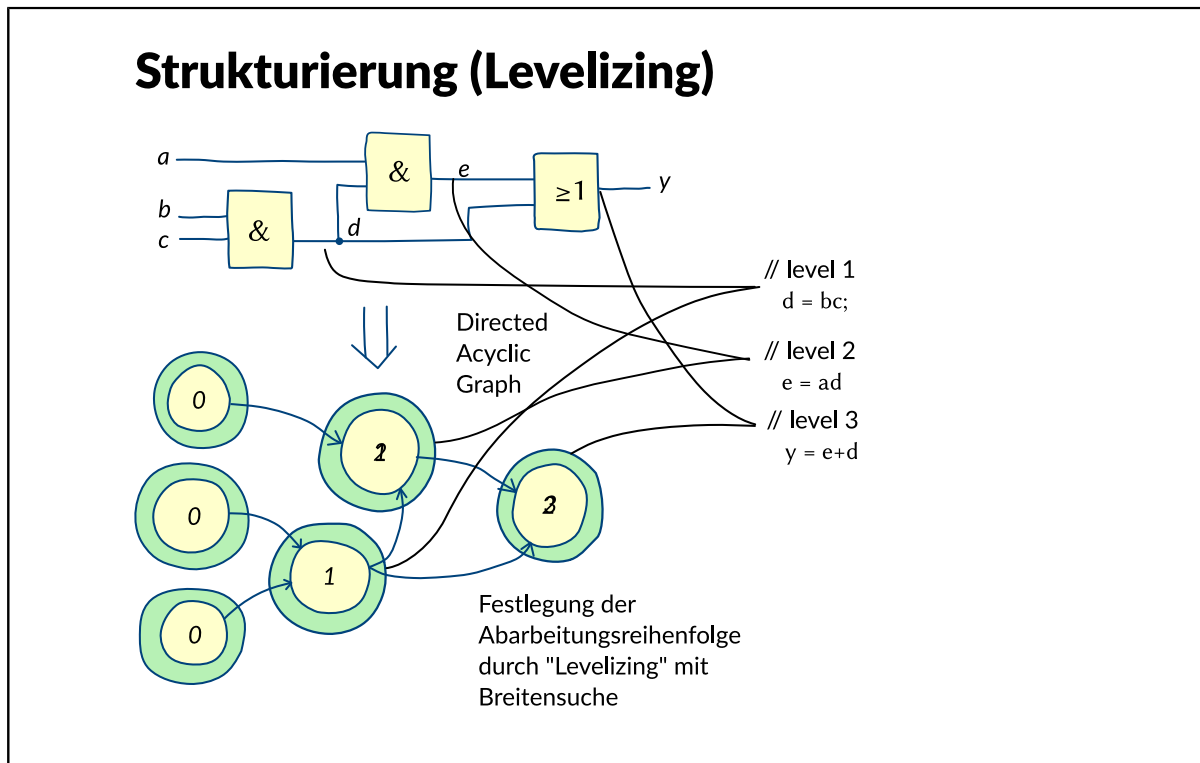 Strukturierung (Levelizing)
a
&
e
≥1
y
b
c
&
d
// level 1
d = bc;
Directed
Acyclic
Graph
// level 2
e = ad
// level 3
y = e+d
0
0
1
0
Festlegung der
Abarbeitungsreihenfolge
durch "Levelizing" mit
Breitensuche